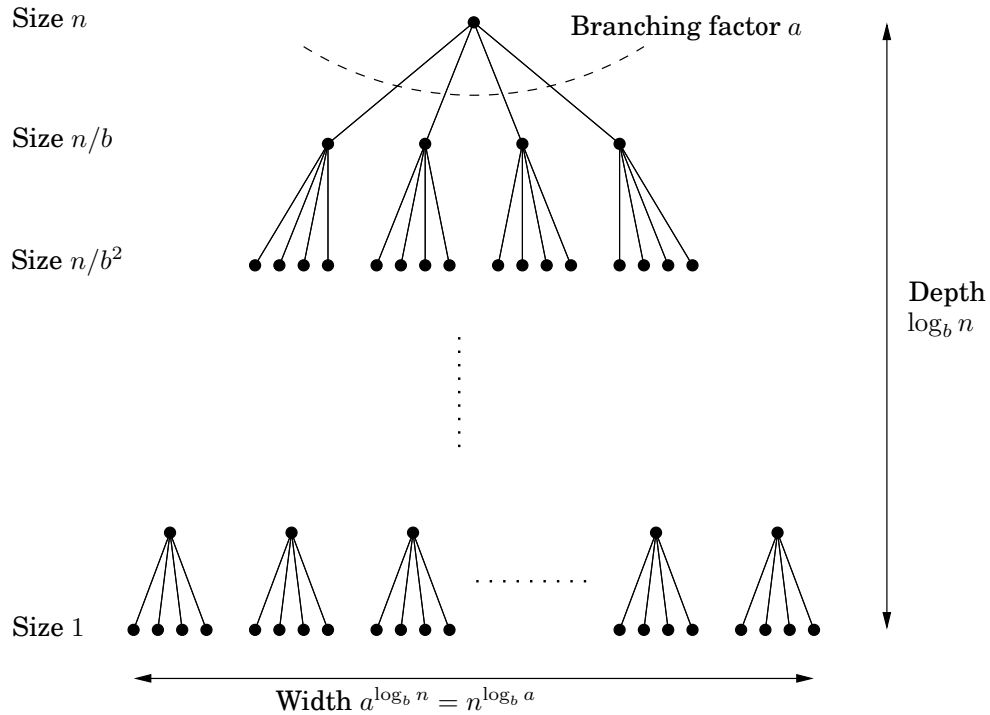 Size n
Branching factor a
Size n/b
Size n/b²
Depth
log_b n
Size 1
Width a^{log_b n} = n^{log_b a}